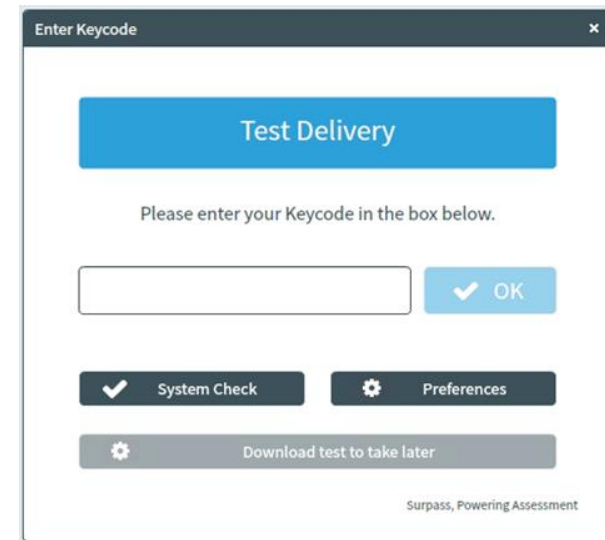 Enter Keycode
×
Test Delivery
Please enter your Keycode in the box below.
OK
System Check
Preferences
Download test to take later
Surpass, Powering Assessment